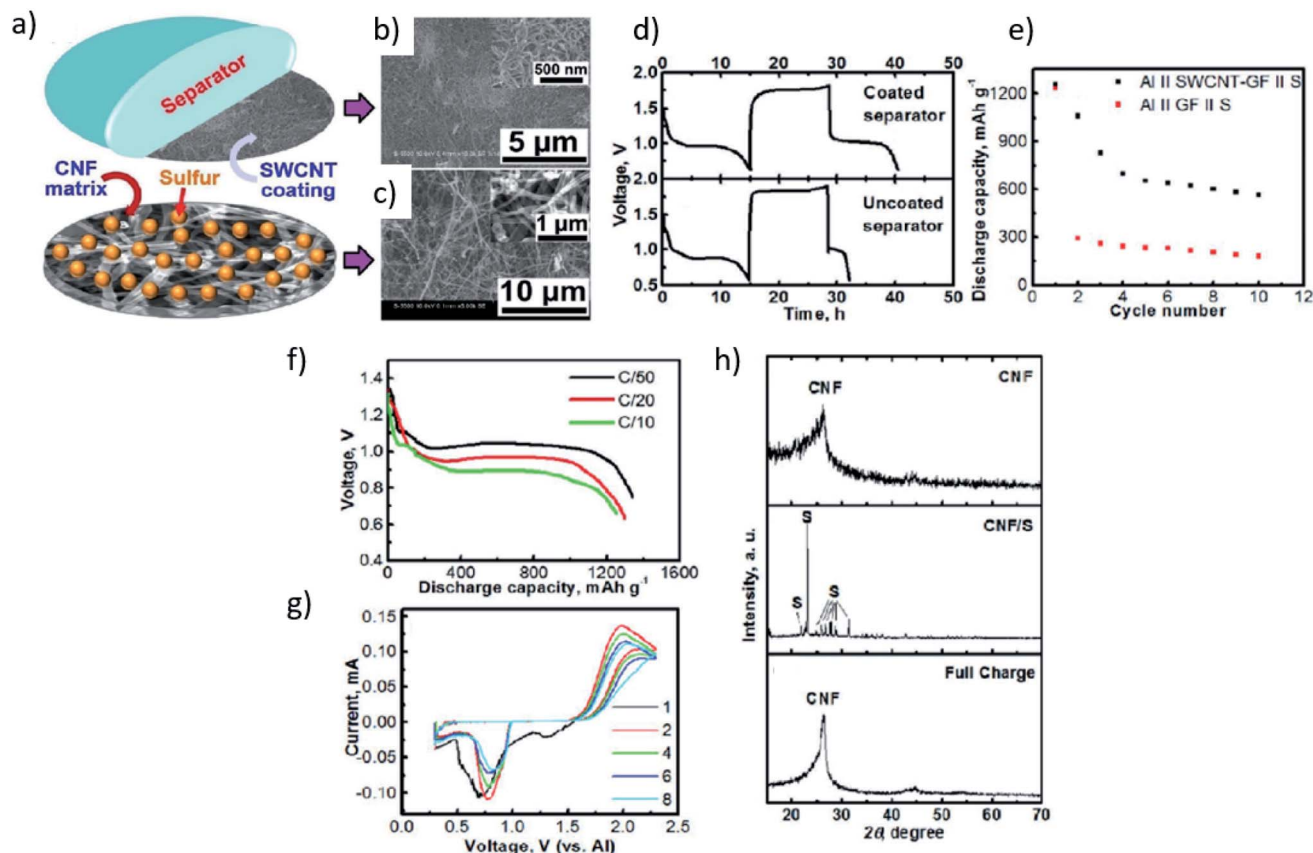 a)
Separator
CNF
matrix
Sulfur
SWCNT
coating
b)
500 nm
5 µm
c)
1 µm
10 µm
d)
0 10 20 30 40 50
2.0
1.5
1.0
0.5
Coated
separator
Voltage, V
Uncoated
separator
1.5
1.0
0.5
0 10 20 30 40 50
Time, h
e)
Al II SWCNT-GF II S
Al II GF II S
Discharge capacity, mAh g⁻¹
1200
900
600
300
0
0 2 4 6 8 10 12
Cycle number
f)
C/50
C/20
C/10
Voltage, V
1.4
1.2
1.0
0.8
0.6
0.4
0 400 800 1200 1600
Discharge capacity, mAh g⁻¹
g)
Current, mA
0.15
0.10
0.05
0.00
-0.05
-0.10
1
2
4
6
8
0.0 0.5 1.0 1.5 2.0 2.5
Voltage, V (vs. Al)
h)
CNF
CNF
CNF/S
S
S
S
Intensity, a. u.
Full Charge
CNF
20 30 40 50 60 70
2θ, degree